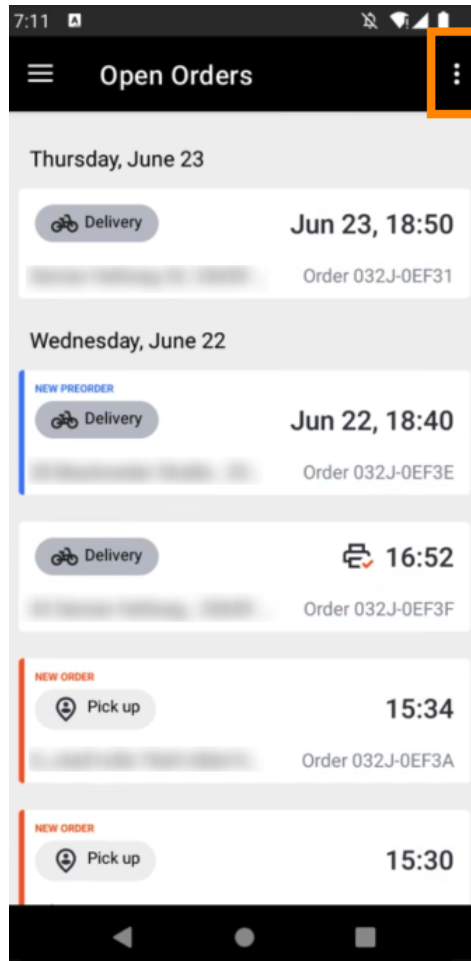 7:11
Open Orders
Thursday, June 23
Delivery
Jun 23, 18:50
Order 032J-0EF31
Wednesday, June 22
NEW PREORDER
Delivery
Jun 22, 18:40
Order 032J-0EF3E
Delivery
16:52
Order 032J-0EF3F
NEW ORDER
Pick up
15:34
Order 032J-0EF3A
NEW ORDER
Pick up
15:30